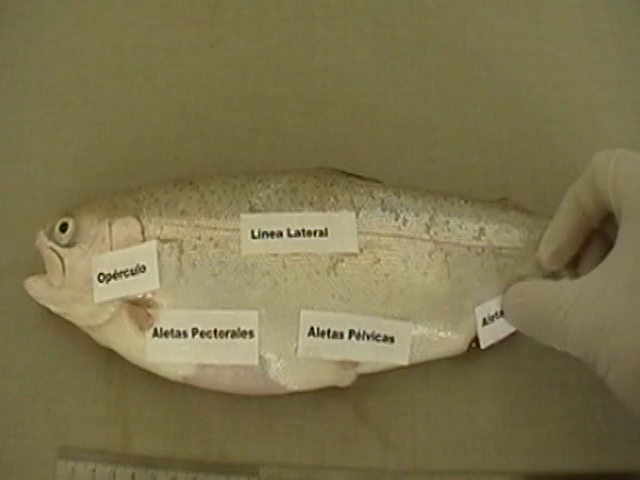 Línea Lateral
Opérculo
Aletas Pectorales
Aletas Pélvicas